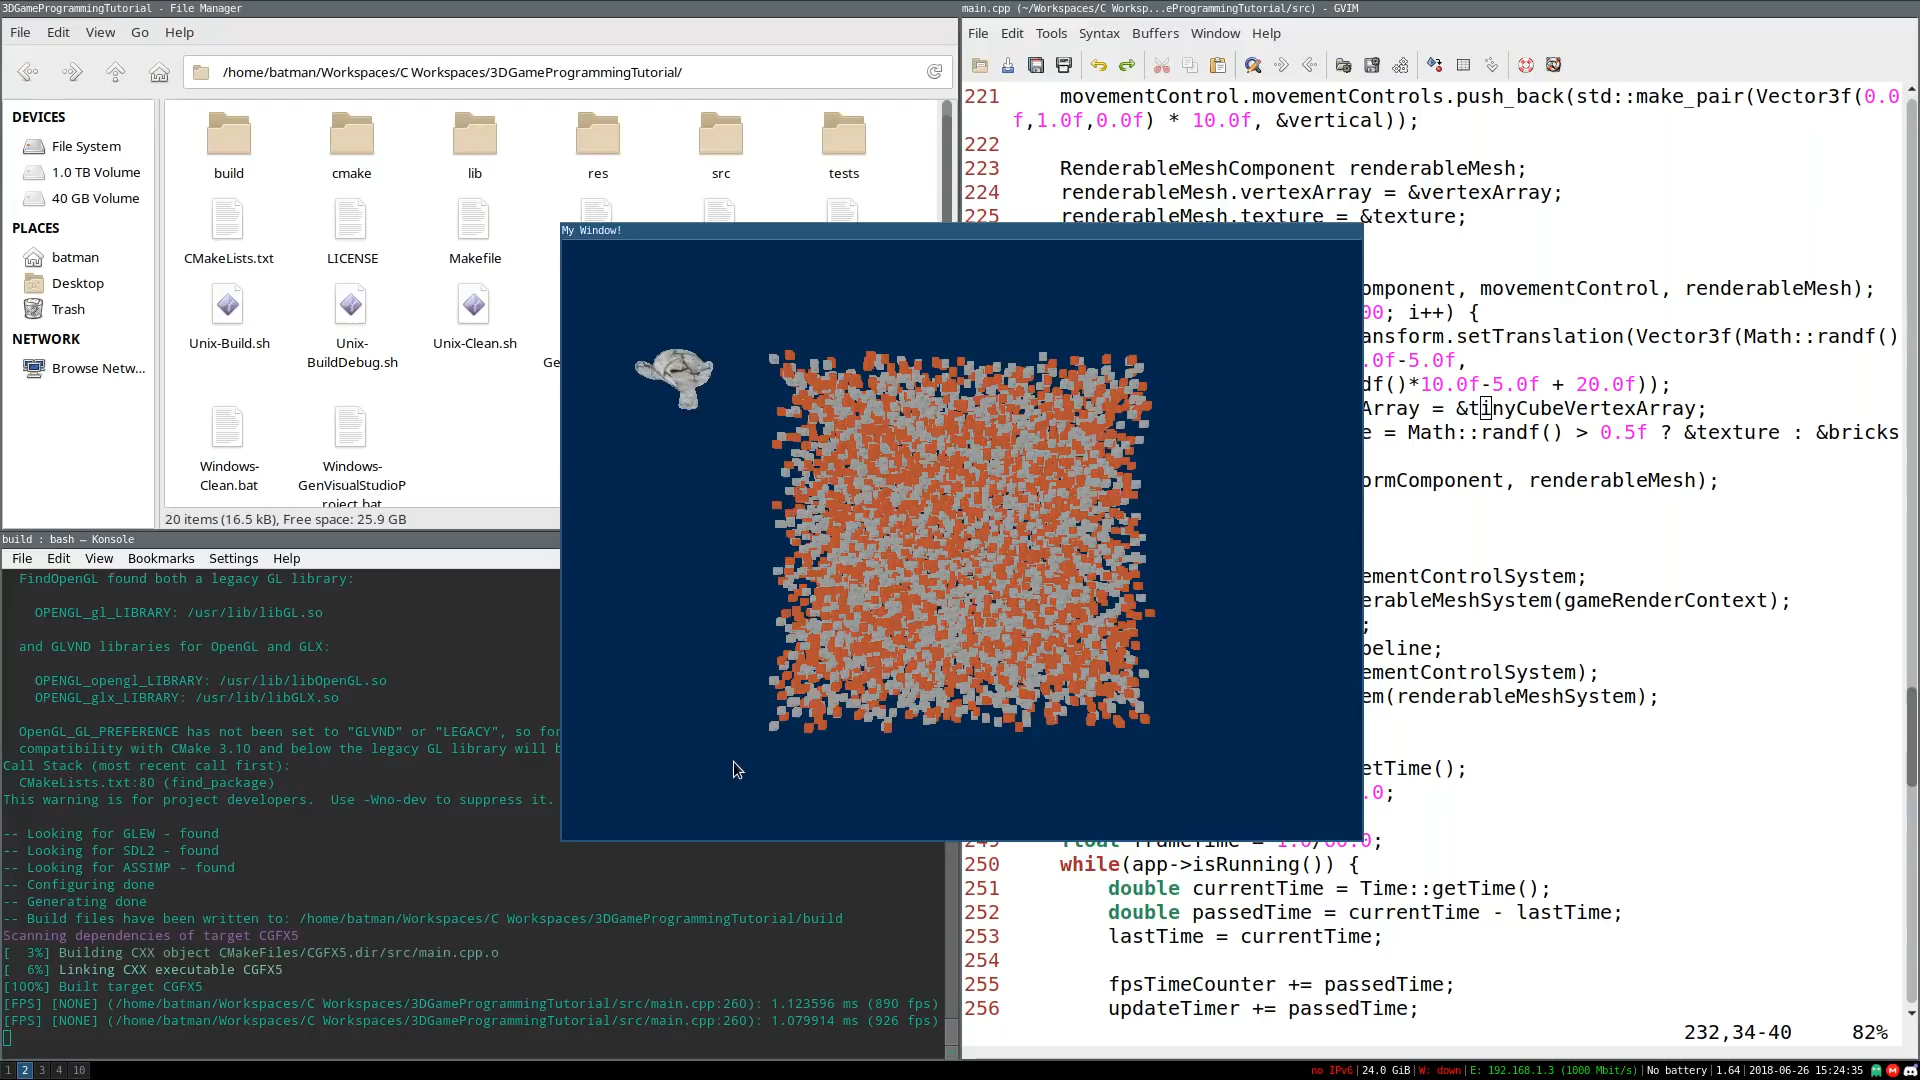 3DGameProgrammingTutorial - File Manager
File Edit View Go Help
/home/batman/Workspaces/C Workspaces/3DGameProgrammingTutorial/
DEVICES
File System
1.0 TB Volume
40 GB Volume
PLACES
batman
Desktop
Trash
NETWORK
Browse Netw...
build cmake lib res src tests
CMakeLists.txt LICENSE Makefile
Unix-Build.sh Unix-BuildDebug.sh Unix-Clean.sh Ge
Windows-Clean.bat Windows-GenVisualStudioP
roject.bat
20 items (16.5 kB), Free space: 25.9 GB
build : bash — Konsole
File Edit View Bookmarks Settings Help
FindOpenGL found both a legacy GL library:
OPENGL_gl_LIBRARY: /usr/lib/libGL.so
and GLVND libraries for OpenGL and GLX:
OPENGL_opengl_LIBRARY: /usr/lib/libOpenGL.so
OPENGL_glx_LIBRARY: /usr/lib/libGLX.so
OpenGL_GL_PREFERENCE has not been set to "GLVND" or "LEGACY", so for
compatibility with CMake 3.10 and below the legacy GL library will b
Call Stack (most recent call first):
CMakeLists.txt:80 (find_package)
This warning is for project developers.  Use -Wno-dev to suppress it.
-- Looking for GLEW - found
-- Looking for SDL2 - found
-- Looking for ASSIMP - found
-- Configuring done
-- Generating done
-- Build files have been written to: /home/batman/Workspaces/C Workspaces/3DGameProgrammingTutorial/build
Scanning dependencies of target CGFX5
[  3%] Building CXX object CMakeFiles/CGFX5.dir/src/main.cpp.o
[  6%] Linking CXX executable CGFX5
[100%] Built target CGFX5
[FPS] [NONE] (/home/batman/Workspaces/C Workspaces/3DGameProgrammingTutorial/src/main.cpp:260): 1.123596 ms (890 fps)
[FPS] [NONE] (/home/batman/Workspaces/C Workspaces/3DGameProgrammingTutorial/src/main.cpp:260): 1.079914 ms (926 fps)
My Window!
main.cpp (~/Workspaces/C Worksp...eProgrammingTutorial/src) - GVIM
File Edit Tools Syntax Buffers Window Help
221 movementControl.movementControls.push_back(std::make_pair(Vector3f(0.0
f,1.0f,0.0f) * 10.0f, &vertical));
222
223 RenderableMeshComponent renderableMesh;
224 renderableMesh.vertexArray = &vertexArray;
225 renderableMesh.texture = &texture;
omponent, movementControl, renderableMesh);
00; i++) {
ansform.setTranslation(Vector3f(Math::randf()
.0f-5.0f,
df()*10.0f-5.0f + 20.0f));
Array = &tinyCubeVertexArray;
e = Math::randf() > 0.5f ? &texture : &bricks
ormComponent, renderableMesh);
ementControlSystem;
erableMeshSystem(gameRenderContext);
;
peline;
ementControlSystem);
em(renderableMeshSystem);
etTime();
.0;
249 float frameTime = 1.0/60.0;
250 while(app->isRunning()) {
251 double currentTime = Time::getTime();
252 double passedTime = currentTime - lastTime;
253 lastTime = currentTime;
254
255 fpsTimeCounter += passedTime;
256 updateTimer += passedTime;
232,34-40 82%
1 2 3 4 10
no IPv6|24.0 GiB|W: down|E: 192.168.1.3 (1000 Mbit/s)|No battery|1.64|2018-06-26 15:24:35